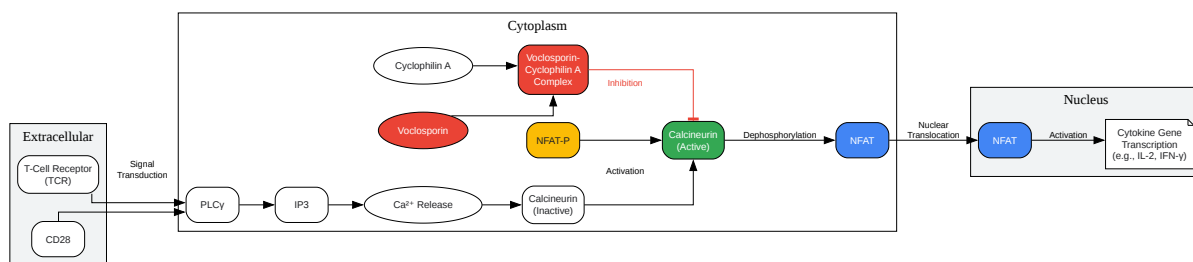 Extracellular
T-Cell Receptor
(TCR)
CD28
Signal
Transduction
Cytoplasm
Cyclophilin A
Voclosporin
Voclosporin-
Cyclophilin A
Complex
Inhibition
NFAT-P
Calcineurin
(Active)
Dephosphorylation
NFAT
Activation
PLCγ
IP3
Ca²⁺ Release
Calcineurin
(Inactive)
Nuclear
Translocation
Nucleus
NFAT
Activation
Cytokine Gene
Transcription
(e.g., IL-2, IFN-γ)